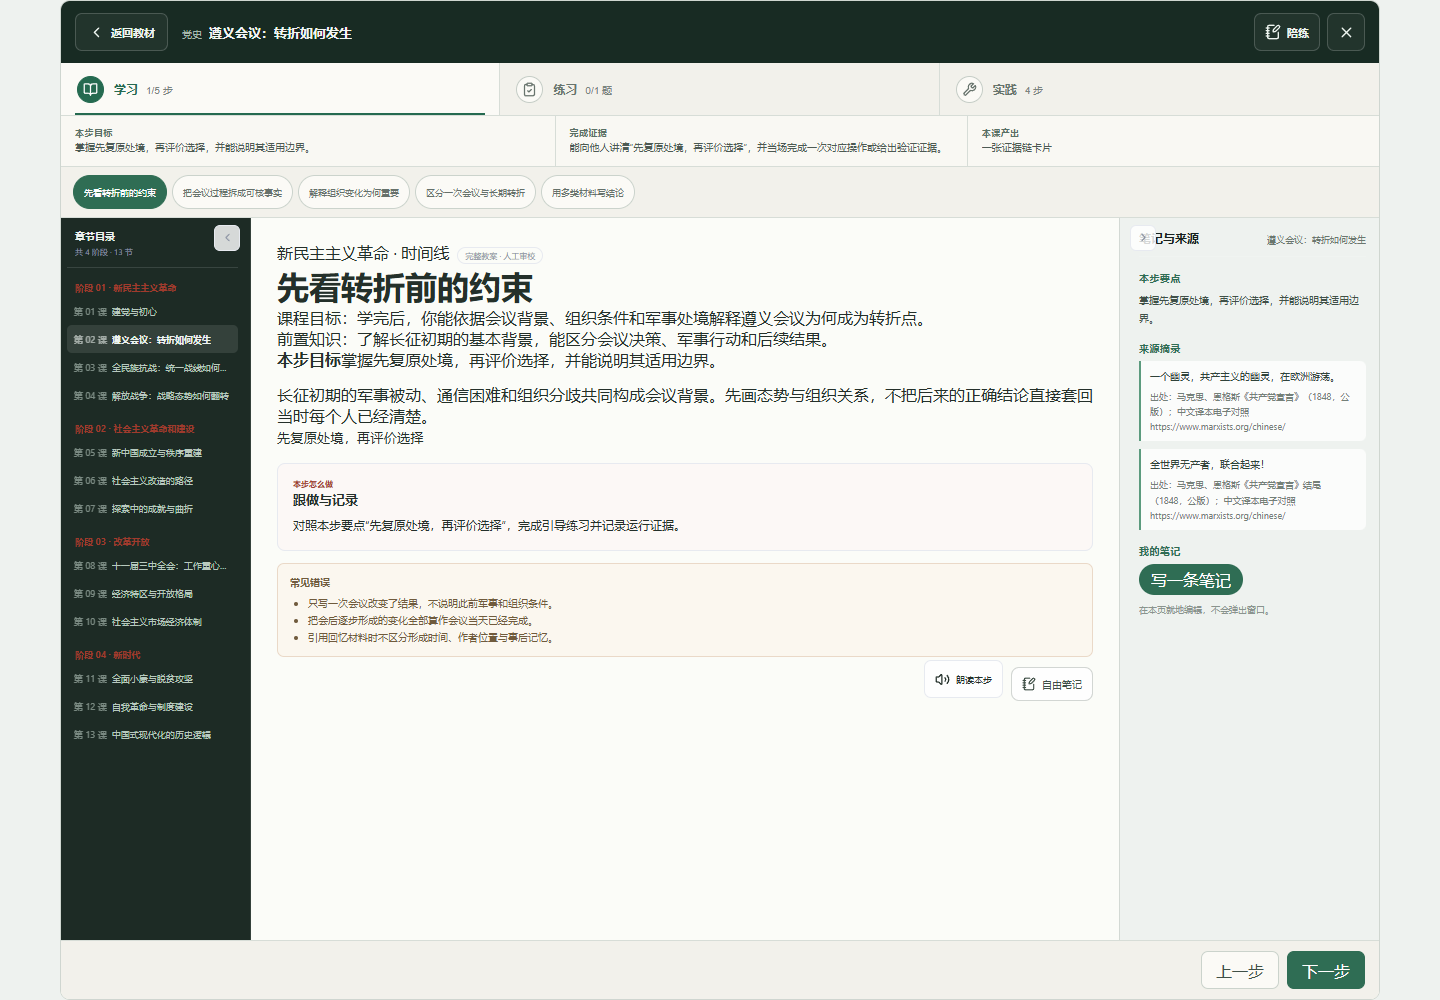 返回教材
党史 遵义会议：转折如何发生
陪练
学习 1/5 步
练习 0/1 题
实践 4 步
本步目标
掌握先复原处境，再评价选择，并能说明其适用边界。
完成证据
能向他人讲清“先复原处境，再评价选择”，并当场完成一次对应操作或给出验证证据。
本课产出
一张证据链卡片
先看转折前的约束
把会议过程拆成可核事实
解释组织变化为何重要
区分一次会议与长期转折
用多类材料写结论
章节目录
共 4 阶段 · 13 节
阶段 01 · 新民主主义革命
第 01 课 建党与初心
第 02 课 遵义会议：转折如何发生
第 03 课 全民族抗战：统一战线如何...
第 04 课 解放战争：战略态势如何翻转
阶段 02 · 社会主义革命和建设
第 05 课 新中国成立与秩序重建
第 06 课 社会主义改造的路径
第 07 课 探索中的成就与曲折
阶段 03 · 改革开放
第 08 课 十一届三中全会：工作重心...
第 09 课 经济特区与开放格局
第 10 课 社会主义市场经济体制
阶段 04 · 新时代
第 11 课 全面小康与脱贫攻坚
第 12 课 自我革命与制度建设
第 13 课 中国式现代化的历史逻辑
新民主主义革命 · 时间线 完整教案 · 人工审校
先看转折前的约束
课程目标：学完后，你能依据会议背景、组织条件和军事处境解释遵义会议为何成为转折点。
前置知识：了解长征初期的基本背景，能区分会议决策、军事行动和后续结果。
本步目标掌握先复原处境，再评价选择，并能说明其适用边界。
长征初期的军事被动、通信困难和组织分歧共同构成会议背景。先画态势与组织关系，不把后来的正确结论直接套回
当时每个人已经清楚。
先复原处境，再评价选择
本步怎么做
跟做与记录
对照本步要点“先复原处境，再评价选择”，完成引导练习并记录运行证据。
常见错误
只写一次会议改变了结果，不说明此前军事和组织条件。
把会后逐步形成的变化全部算作会议当天已经完成。
引用回忆材料时不区分形成时间、作者位置与事后记忆。
朗读本步
自由笔记
笔记与来源
遵义会议：转折如何发生
本步要点
掌握先复原处境，再评价选择，并能说明其适用边
界。
来源摘录
一个幽灵，共产主义的幽灵，在欧洲游荡。
出处：马克思、恩格斯《共产党宣言》（1848，公
版）；中文译本电子对照
https://www.marxists.org/chinese/
全世界无产者，联合起来！
出处：马克思、恩格斯《共产党宣言》结尾
（1848，公版）；中文译本电子对照
https://www.marxists.org/chinese/
我的笔记
写一条笔记
在本页就地编辑，不会弹出窗口。
上一步
下一步